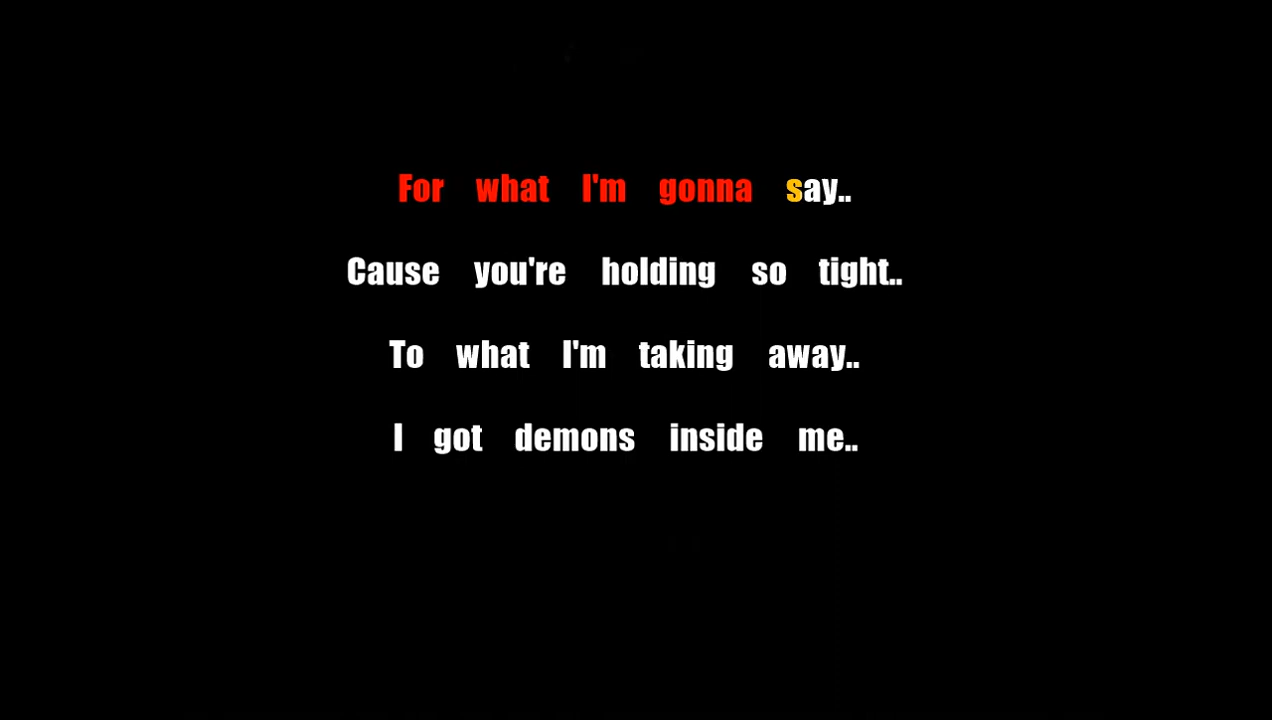 For what I'm gonna say..
Cause you're holding so tight..
To what I'm taking away..
I got demons inside me..